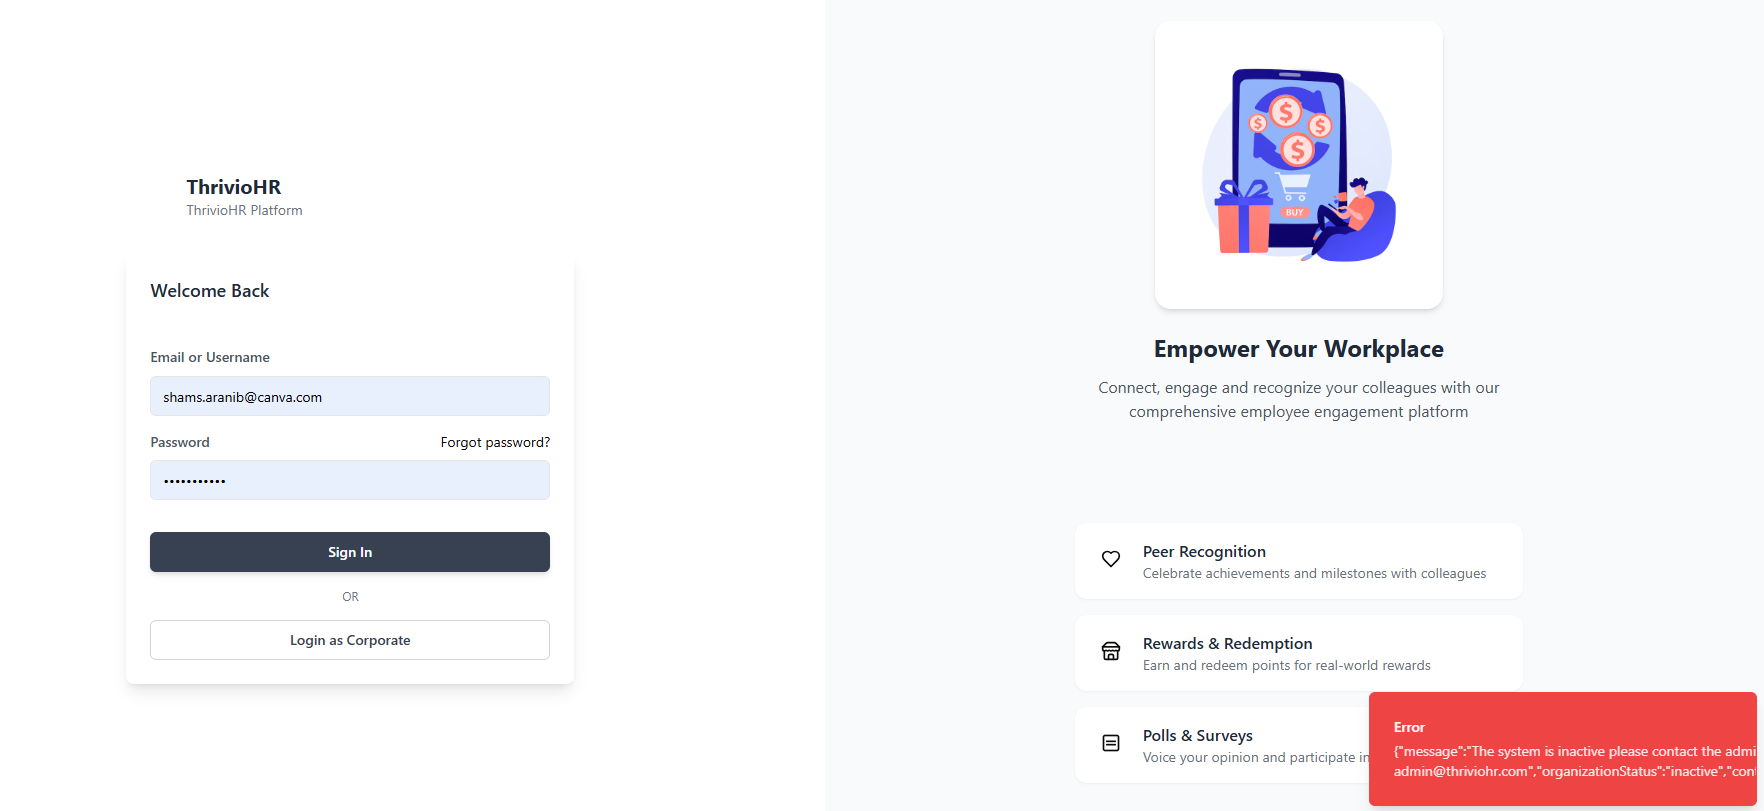 ThrivioHR
ThrivioHR Platform
Welcome Back
Email or Username
shams.aranib@canva.com
Password
Forgot password?
•••••••••••
Sign In
OR
Login as Corporate
$
$
$
$
BUY
Empower Your Workplace
Connect, engage and recognize your colleagues with our
comprehensive employee engagement platform
Peer Recognition
Celebrate achievements and milestones with colleagues
Rewards & Redemption
Earn and redeem points for real-world rewards
Polls & Surveys
Voice your opinion and participate in
Error
{"message":"The system is inactive please contact the admi
admin@thriviohr.com","organizationStatus":"inactive","con